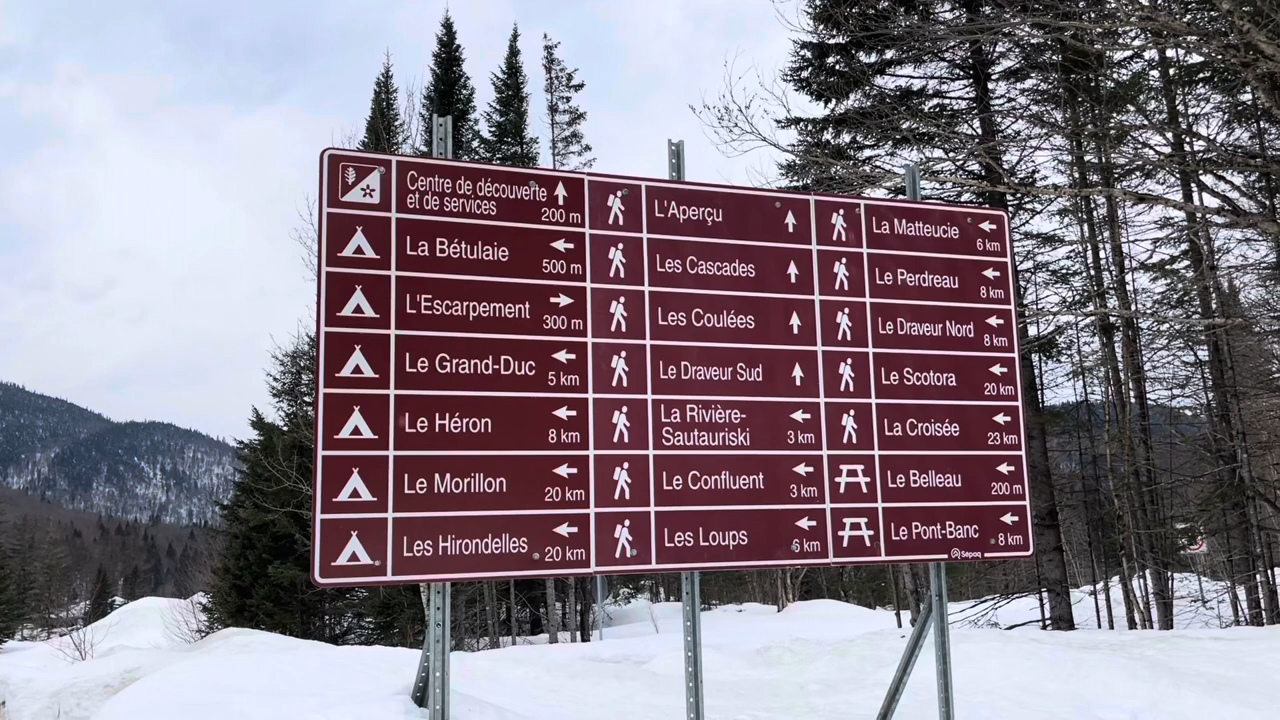 Centre de découverte
et de services
200 m
La Bétulaie
500 m
L'Escarpement
300 m
Le Grand-Duc
5 km
Le Héron
8 km
Le Morillon
20 km
Les Hirondelles
20 km
L'Aperçu
Les Cascades
Les Coulées
Le Draveur Sud
La Rivière-
Sautauriski
3 km
Le Confluent
3 km
Les Loups
6 km
La Matteucie
6 km
Le Perdreau
8 km
Le Draveur Nord
8 km
Le Scotora
20 km
La Croisée
23 km
Le Belleau
200 m
Le Pont-Banc
8 km
Sépaq